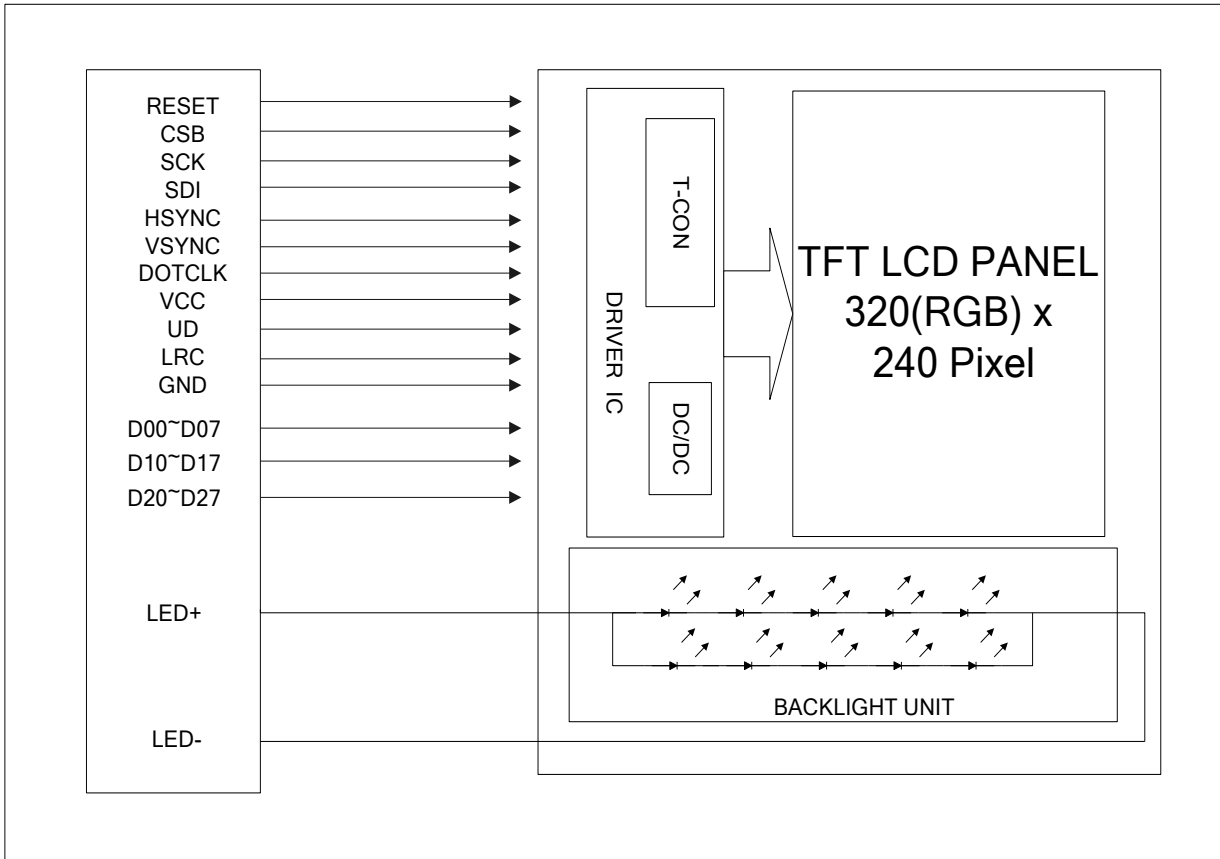 RESET
CSB
SCK
SDI
HSYNC
VSYNC
DOTCLK
VCC
UD
LRC
GND
D00~D07
D10~D17
D20~D27
LED+
LED-
DRIVER IC
T-CON
DC/DC
TFT LCD PANEL
320(RGB) x
240 Pixel
BACKLIGHT UNIT